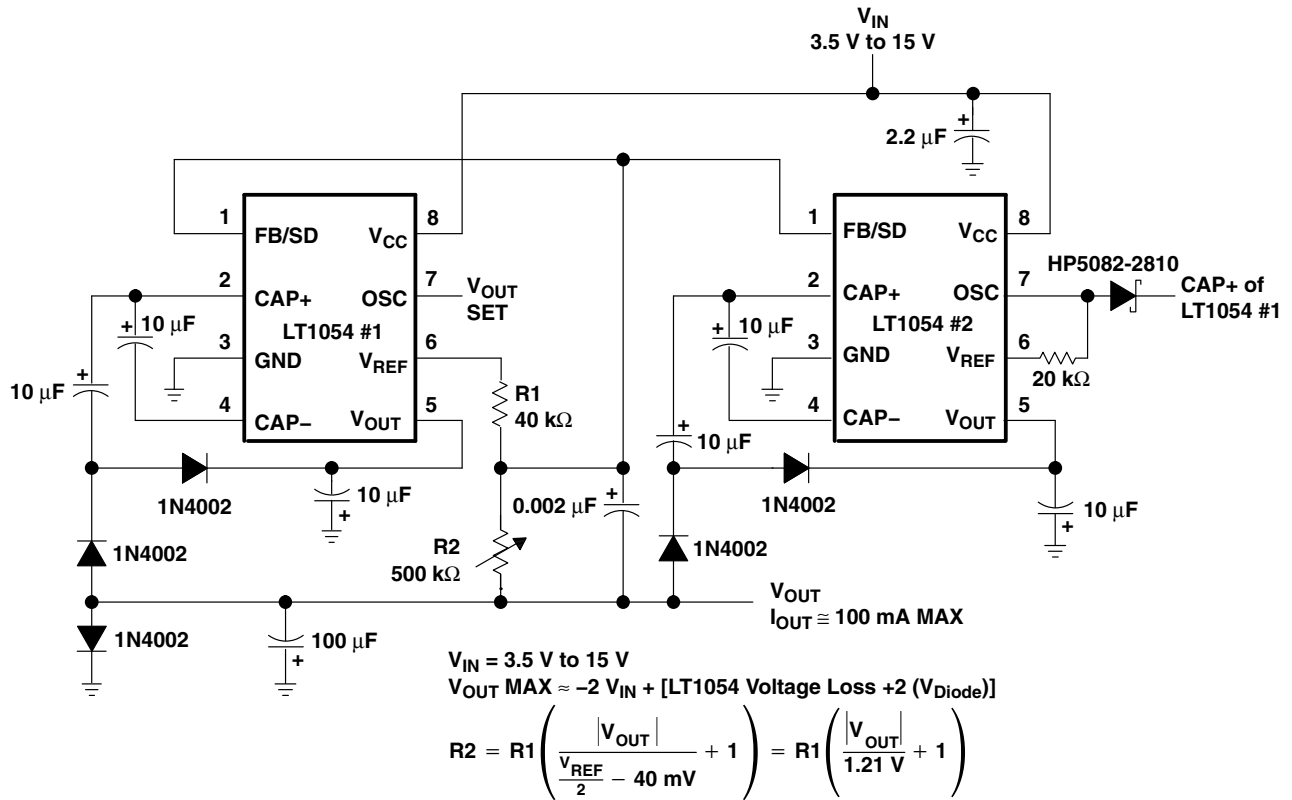 V_IN
3.5 V to 15 V
2.2 μF
+
1
FB/SD
V_CC
8
2
CAP+
OSC
7
V_OUT
SET
LT1054 #1
3
GND
V_REF
6
4
CAP−
V_OUT
5
+
10 μF
+
10 μF
R1
40 kΩ
1N4002
10 μF
+
0.002 μF
+
R2
500 kΩ
1N4002
1N4002
100 μF
+
1
FB/SD
V_CC
8
2
CAP+
OSC
7
LT1054 #2
3
GND
V_REF
6
4
CAP−
V_OUT
5
HP5082-2810
CAP+ of
LT1054 #1
20 kΩ
+
10 μF
+
10 μF
1N4002
10 μF
+
1N4002
V_OUT
I_OUT ≅ 100 mA MAX
V_IN = 3.5 V to 15 V
V_OUT MAX ≈ −2 V_IN + [LT1054 Voltage Loss +2 (V_Diode)]
R2 = R1 ( |V_OUT| / (V_REF/2 − 40 mV) + 1 ) = R1 ( |V_OUT| / 1.21 V + 1 )